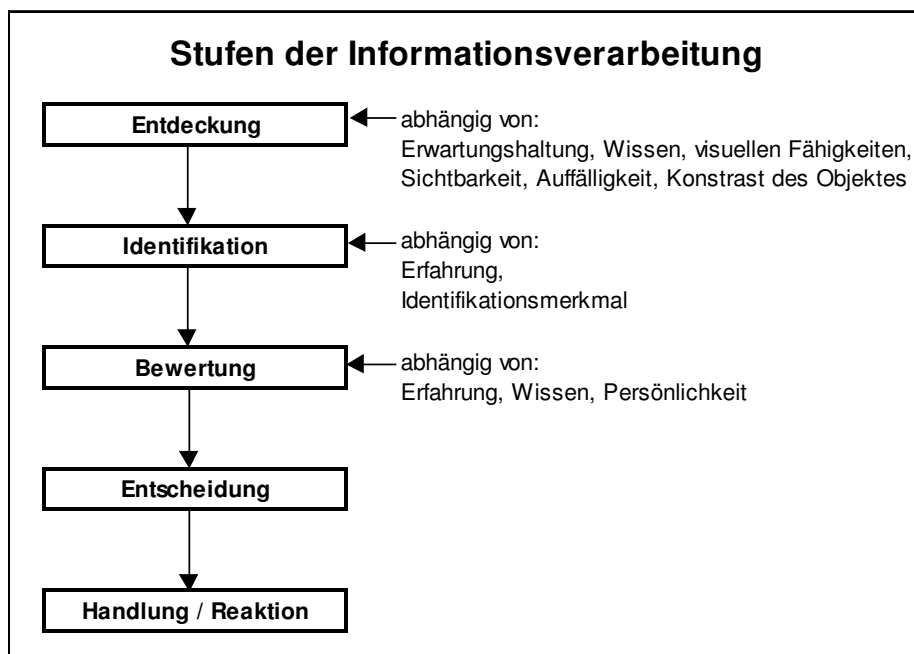 Stufen der Informationsverarbeitung
Entdeckung
abhängig von:
Erwartungshaltung, Wissen, visuellen Fähigkeiten,
Sichtbarkeit, Auffälligkeit, Konstrast des Objektes
Identifikation
abhängig von:
Erfahrung,
Identifikationsmerkmal
Bewertung
abhängig von:
Erfahrung, Wissen, Persönlichkeit
Entscheidung
Handlung / Reaktion